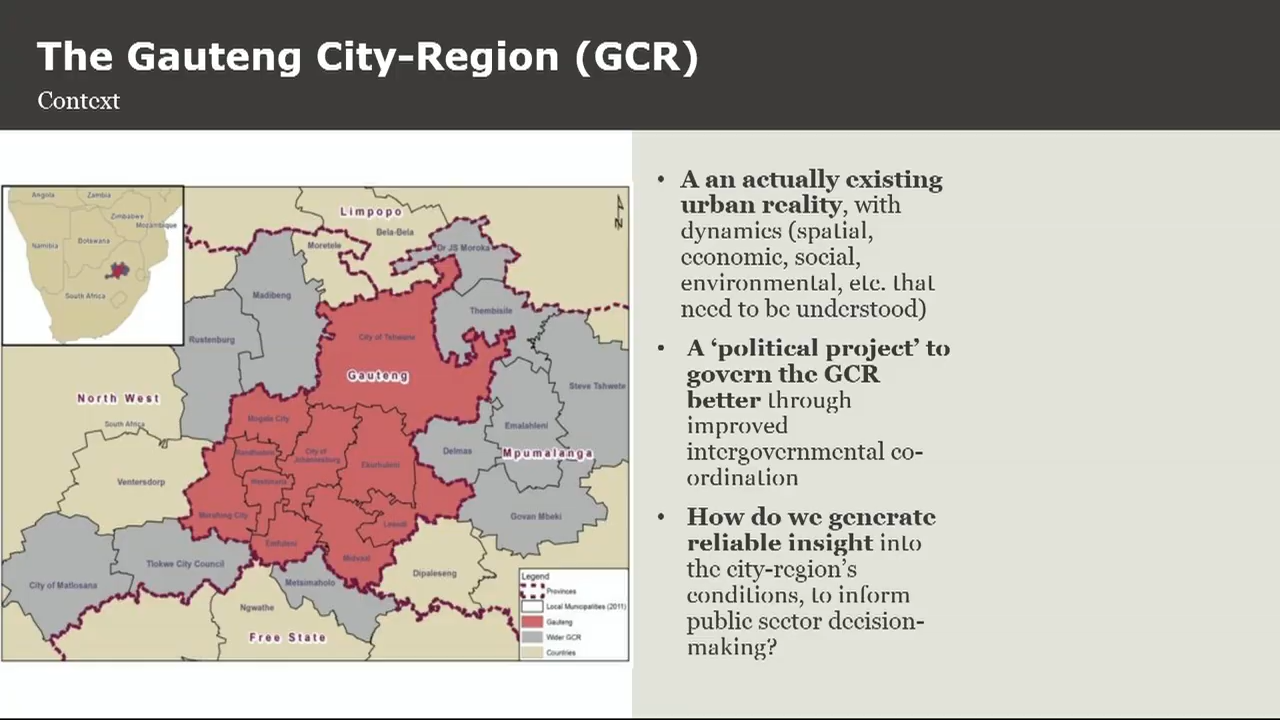 The Gauteng City-Region (GCR)
Context
Angola
Zambia
Zimbabwe
Mozambique
Namibia
Botswana
South Africa
N
Limpopo
Bela-Bela
Moretele
Dr JS Moroka
Madibeng
Thembisile
Rustenburg
City of Tshwane
Gauteng
Steve Tshwete
North West
South Africa
Mogale City
Emalahleni
Randfontein
City of
Johannesburg
Ekurhuleni
Delmas
Mpumalanga
Ventersdorp
Westonaria
Merafong City
Lesedi
Govan Mbeki
Emfuleni
Midvaal
Tlokwe City Council
City of Matlosana
Metsimaholo
Dipaleseng
Ngwathe
Free State
Legend
Provinces
Local Municipalities (2011)
Gauteng
Wider GCR
Countries
• A an actually existing
urban reality, with
dynamics (spatial,
economic, social,
environmental, etc. that
need to be understood)
• A ‘political project’ to
govern the GCR
better through
improved
intergovernmental co-
ordination
• How do we generate
reliable insight into
the city-region’s
conditions, to inform
public sector decision-
making?